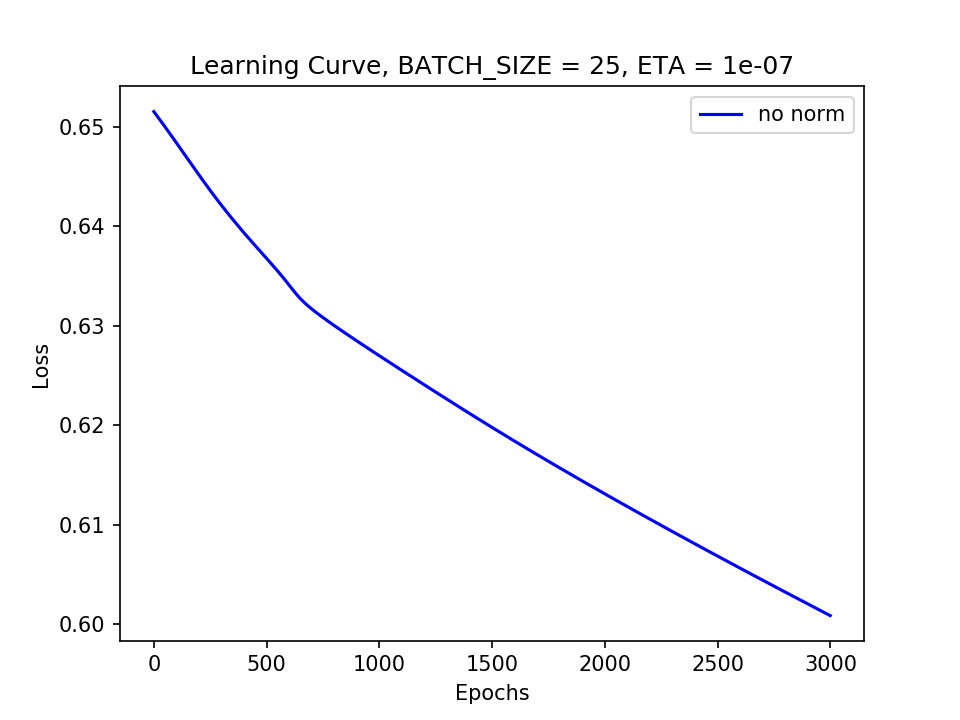 Learning Curve, BATCH_SIZE = 25, ETA = 1e-07
no norm
0.65
0.64
0.63
0.62
0.61
0.60
Loss
0 500 1000 1500 2000 2500 3000
Epochs